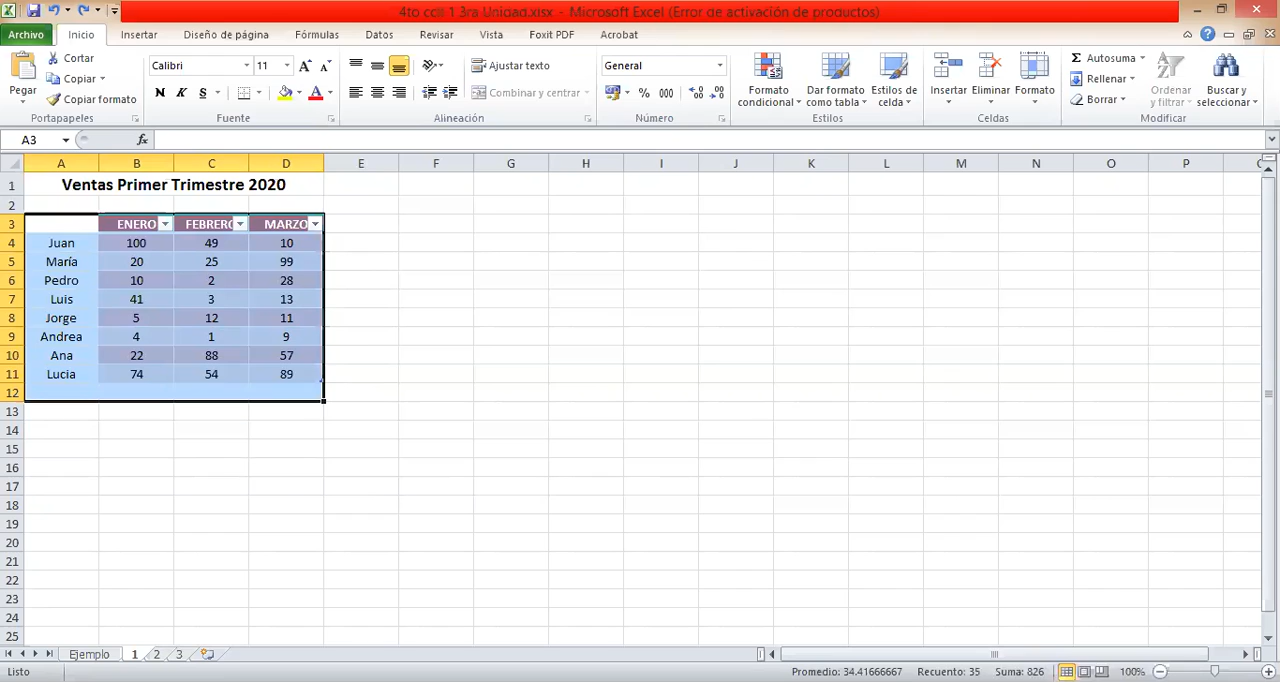 4to ccll 1 3ra Unidad.xlsx - Microsoft Excel (Error de activación de productos)
Archivo Inicio Insertar Diseño de página Fórmulas Datos Revisar Vista Foxit PDF Acrobat
Pegar
Cortar
Copiar
Copiar formato
Portapapeles
Calibri 11
N K S
Fuente
Ajustar texto
Combinar y centrar
Alineación
General
% 000
Número
Formato condicional
Dar formato como tabla
Estilos de celda
Estilos
Insertar Eliminar Formato
Celdas
Autosuma
Rellenar
Borrar
Ordenar y filtrar
Buscar y seleccionar
Modificar
A3 fx
A B C D E F G H I J K L M N O P
1 Ventas Primer Trimestre 2020
2
3 ENERO FEBRERO MARZO
4 Juan 100 49 10
5 María 20 25 99
6 Pedro 10 2 28
7 Luis 41 3 13
8 Jorge 5 12 11
9 Andrea 4 1 9
10 Ana 22 88 57
11 Lucia 74 54 89
12
13
14
15
16
17
18
19
20
21
22
23
24
25
Ejemplo 1 2 3
Listo Promedio: 34.41666667 Recuento: 35 Suma: 826 100%